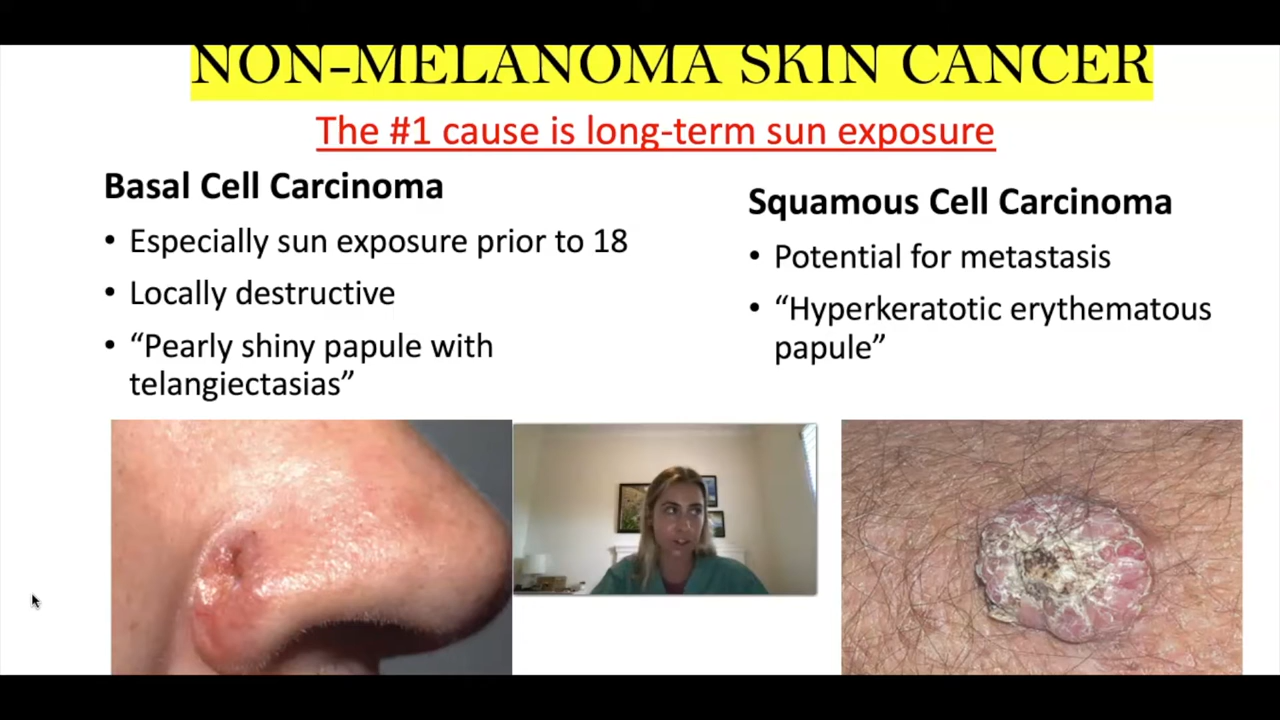 NON-MELANOMA SKIN CANCER
The #1 cause is long-term sun exposure
Basal Cell Carcinoma
• Especially sun exposure prior to 18
• Locally destructive
• “Pearly shiny papule with
telangiectasias”
Squamous Cell Carcinoma
• Potential for metastasis
• “Hyperkeratotic erythematous
papule”